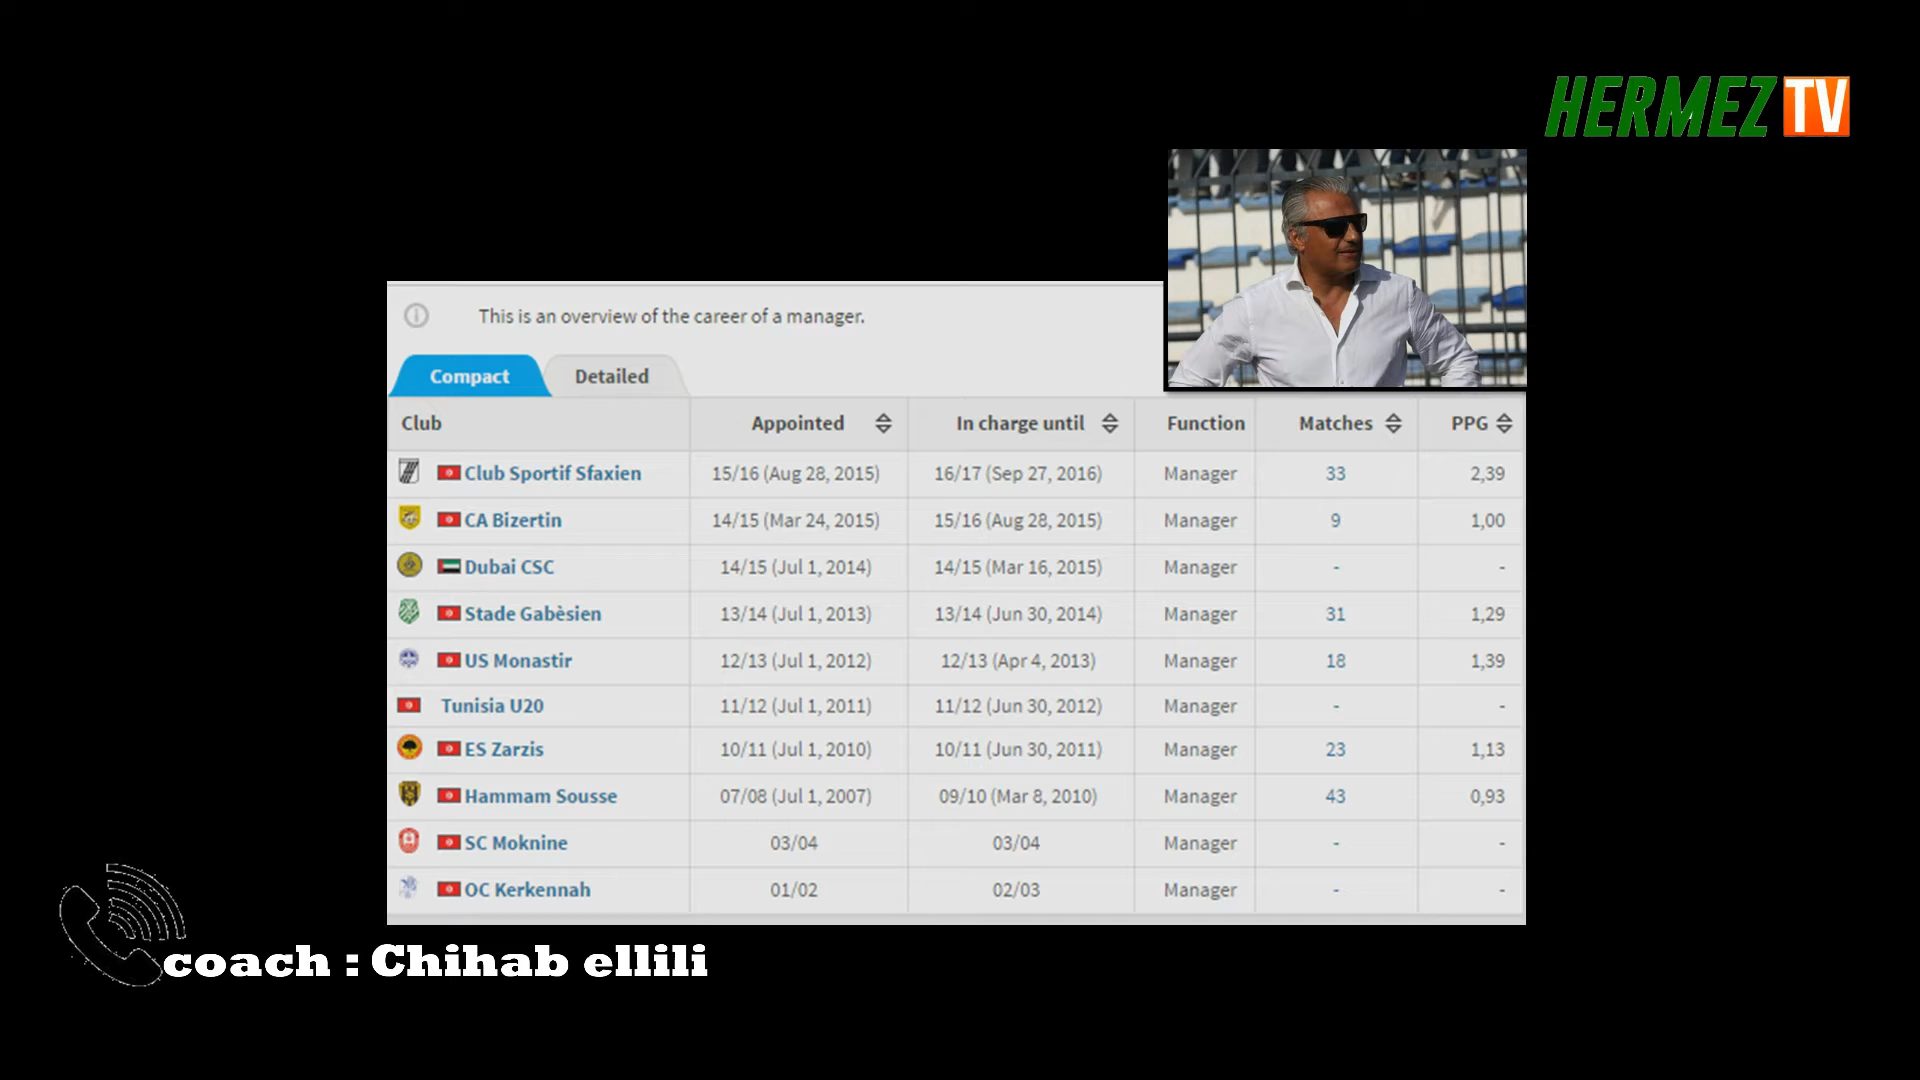 HERMEZ TV
This is an overview of the career of a manager.
Compact Detailed
Club Appointed In charge until Function Matches PPG
Club Sportif Sfaxien 15/16 (Aug 28, 2015) 16/17 (Sep 27, 2016) Manager 33 2,39
CA Bizertin 14/15 (Mar 24, 2015) 15/16 (Aug 28, 2015) Manager 9 1,00
Dubai CSC 14/15 (Jul 1, 2014) 14/15 (Mar 16, 2015) Manager - -
Stade Gabèsien 13/14 (Jul 1, 2013) 13/14 (Jun 30, 2014) Manager 31 1,29
US Monastir 12/13 (Jul 1, 2012) 12/13 (Apr 4, 2013) Manager 18 1,39
Tunisia U20 11/12 (Jul 1, 2011) 11/12 (Jun 30, 2012) Manager - -
ES Zarzis 10/11 (Jul 1, 2010) 10/11 (Jun 30, 2011) Manager 23 1,13
Hammam Sousse 07/08 (Jul 1, 2007) 09/10 (Mar 8, 2010) Manager 43 0,93
SC Moknine 03/04 03/04 Manager - -
OC Kerkennah 01/02 02/03 Manager - -
coach : Chihab ellili